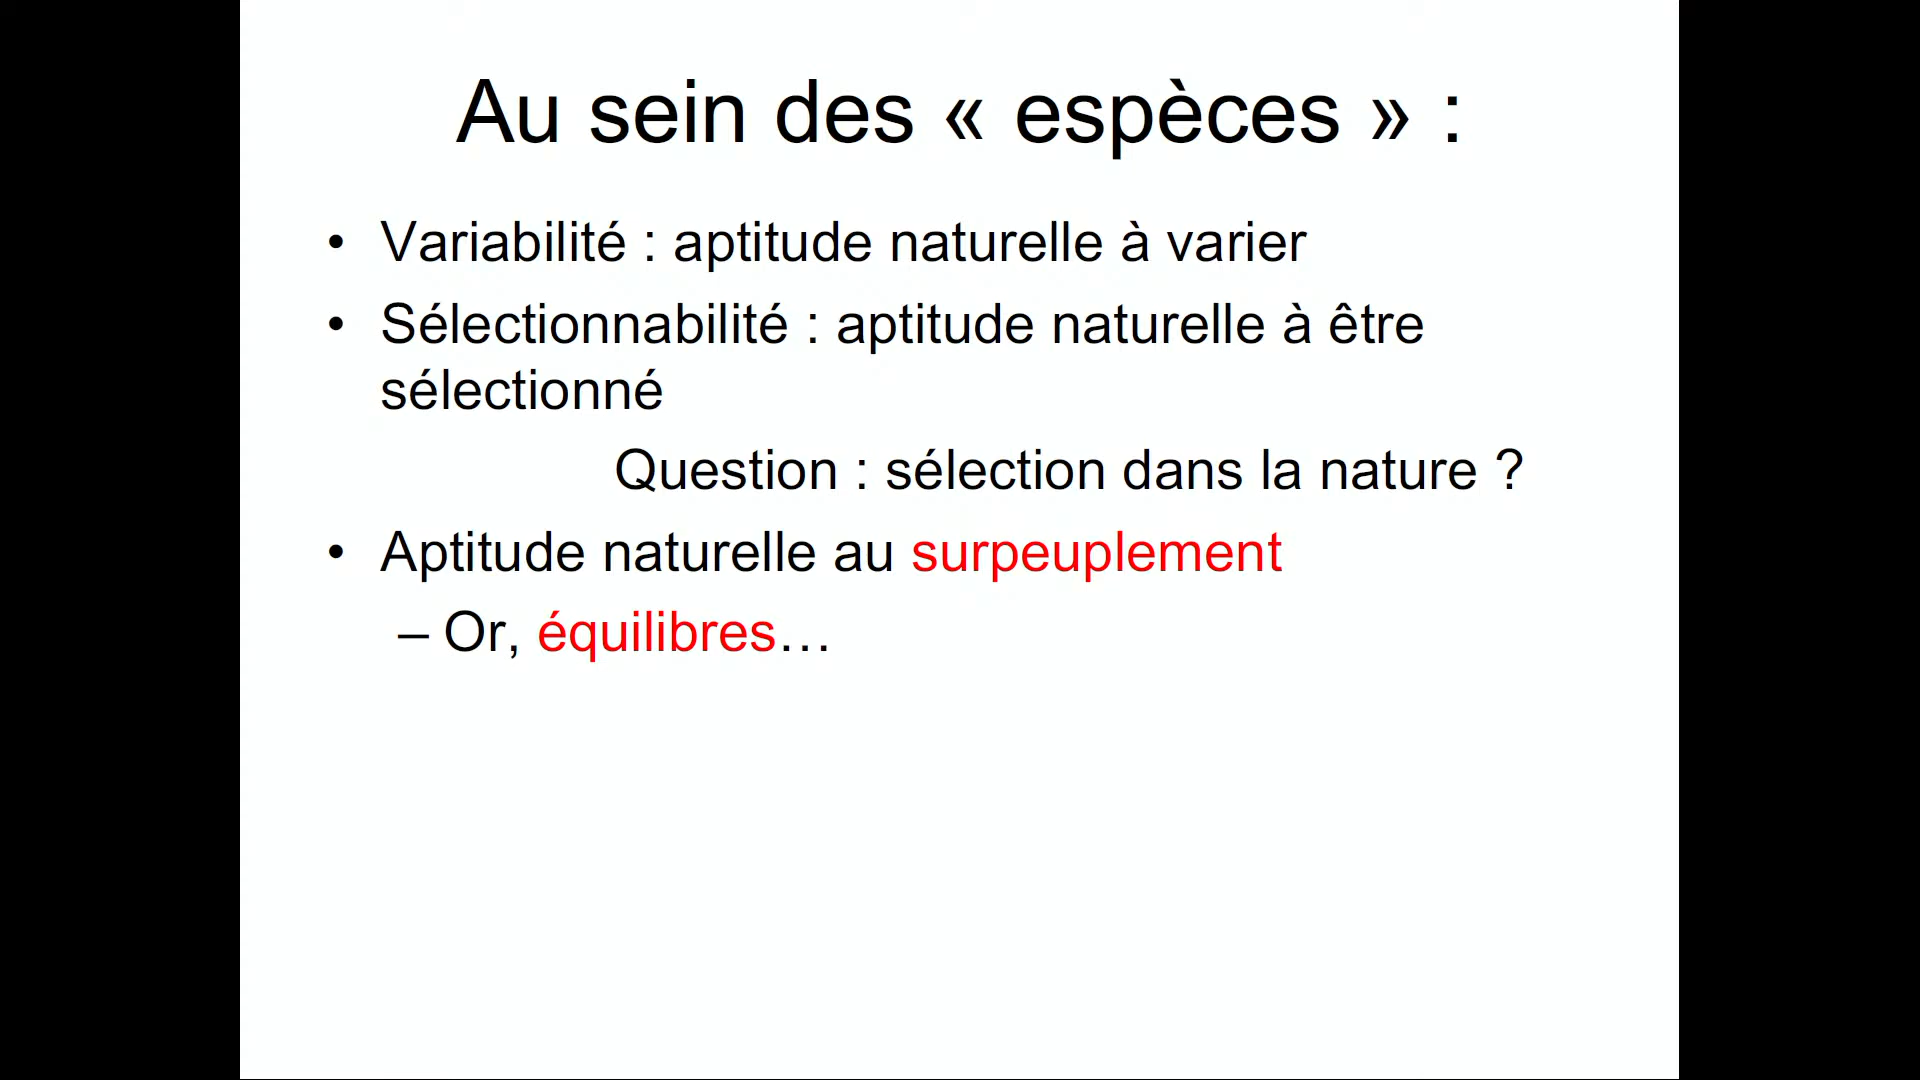 Au sein des « espèces » :
• Variabilité : aptitude naturelle à varier
• Sélectionnabilité : aptitude naturelle à être
sélectionné
Question : sélection dans la nature ?
• Aptitude naturelle au surpeuplement
– Or, équilibres…